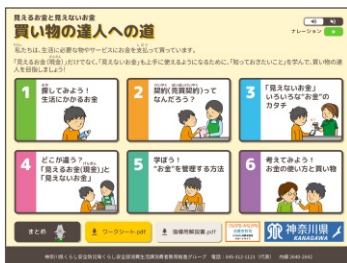 見えるお金と見えないお金
買い物の達人への道
ナレーション
私たちは、生活に必要な物やサービスにお金を支払って買っています。
「見えるお金(現金)」だけでなく、「見えないお金」も上手に使えるようになるために、「知っておきたいこと」を学んで、買い物の達人を目指しましょう!
1
探してみよう!
生活にかかるお金
2
契約(売買契約)って
なんだろう?
3
「見えないお金」
いろいろな"お金"の
カタチ
4
どこが違う?
「見えるお金(現金)」と
「見えないお金」
5
学ぼう!
"お金"を管理する方法
6
考えてみよう!
お金の使い方と買い物
まとめ
ワークシート.pdf
指導用解説書.pdf
神奈川県
KANAGAWA